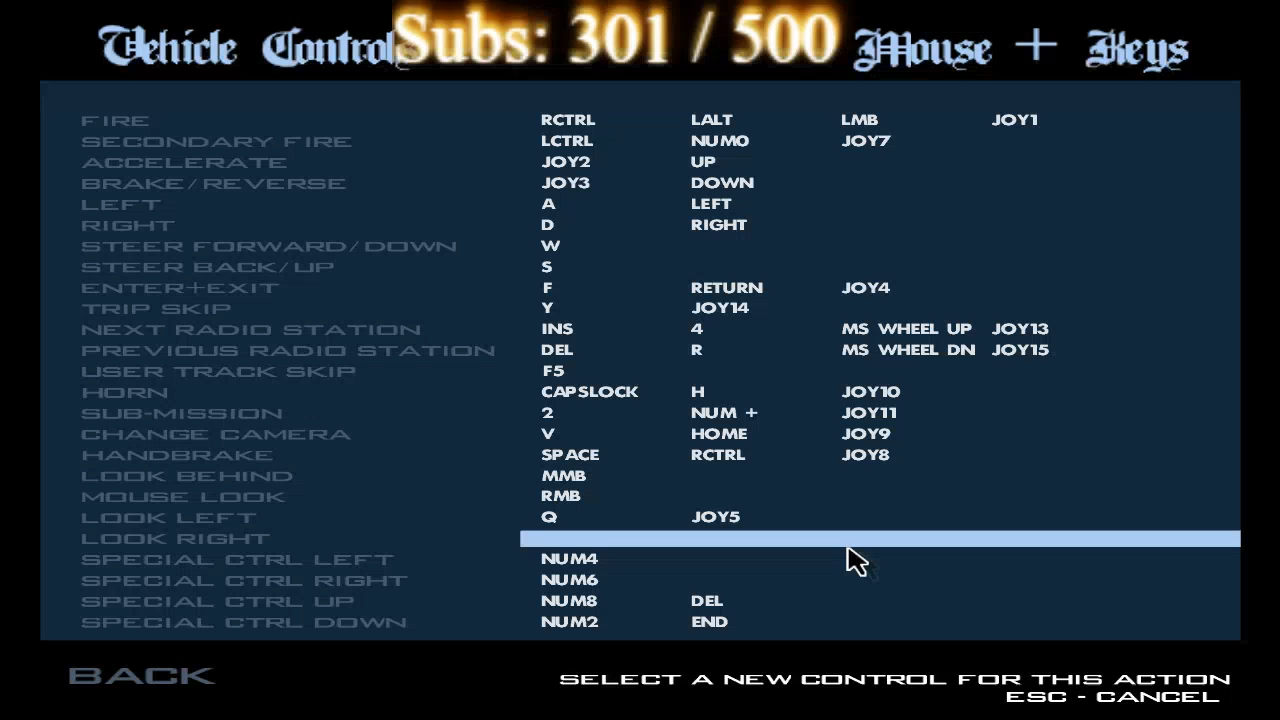 Vehicle Controls Subs: 301 / 500 Mouse + Keys
FIRE RCTRL LALT LMB JOY1
SECONDARY FIRE LCTRL NUM0 JOY7
ACCELERATE JOY2 UP
BRAKE/REVERSE JOY3 DOWN
LEFT A LEFT
RIGHT D RIGHT
STEER FORWARD/DOWN W
STEER BACK/UP S
ENTER+EXIT F RETURN JOY4
TRIP SKIP Y JOY14
NEXT RADIO STATION INS 4 MS WHEEL UP JOY13
PREVIOUS RADIO STATION DEL R MS WHEEL DN JOY15
USER TRACK SKIP F5
HORN CAPSLOCK H JOY10
SUB-MISSION 2 NUM + JOY11
CHANGE CAMERA V HOME JOY9
HANDBRAKE SPACE RCTRL JOY8
LOOK BEHIND MMB
MOUSE LOOK RMB
LOOK LEFT Q JOY5
LOOK RIGHT
SPECIAL CTRL LEFT NUM4
SPECIAL CTRL RIGHT NUM6
SPECIAL CTRL UP NUM8 DEL
SPECIAL CTRL DOWN NUM2 END
BACK SELECT A NEW CONTROL FOR THIS ACTION
ESC - CANCEL